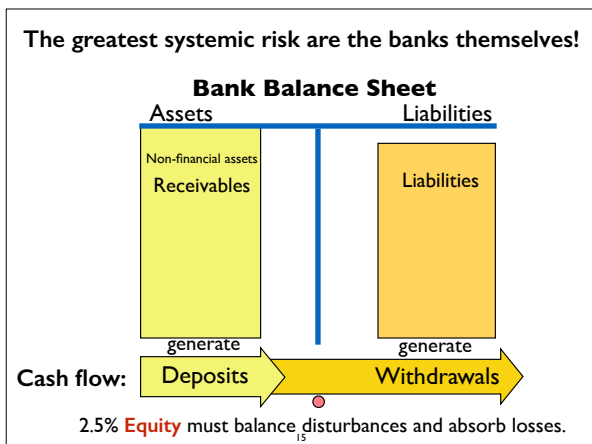 The greatest systemic risk are the banks themselves!
Bank Balance Sheet
Assets Liabilities
Non-financial assets
Receivables
Liabilities
generate generate
Cash flow: Deposits Withdrawals
2.5% Equity must balance disturbances and absorb losses.
15